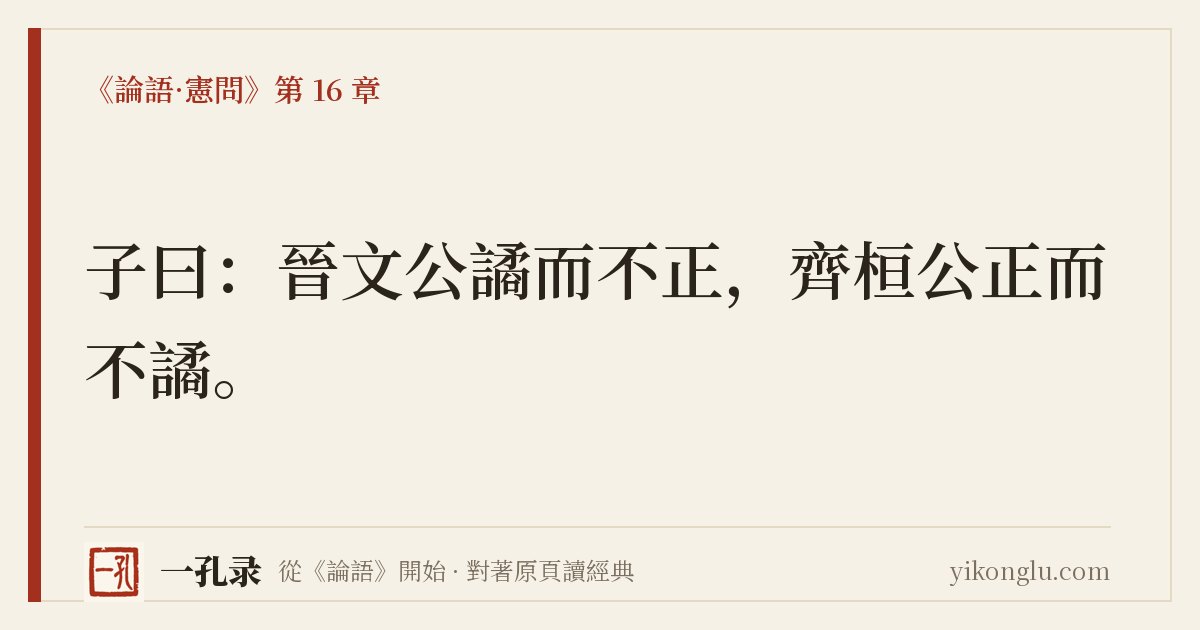 《論語·憲問》第 16 章
子曰：晉文公譎而不正，齊桓公正而
不譎。
一孔
一孔录
從《論語》開始 · 對著原頁讀經典
yikonglu.com